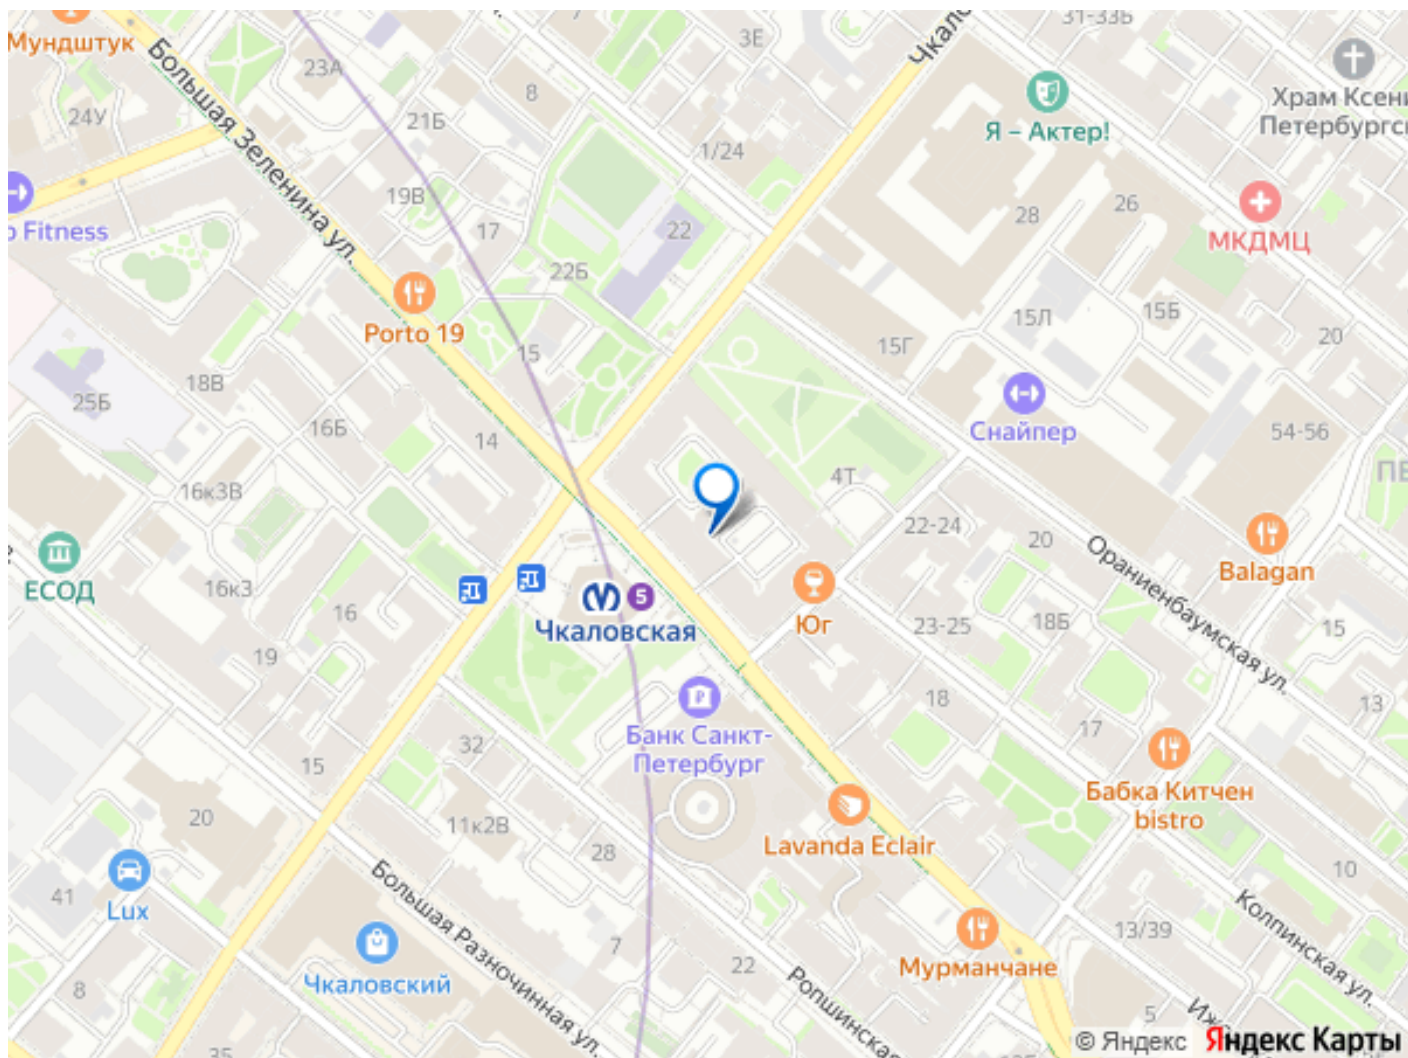 Мундштук
Большая Зеленина ул.
23А
3Е
Чкало
31-33Б
Храм Ксени
Петербургс
24У
8
21Б
1/24
Я – Актер!
Fitness
19В
17
22
28
26
МКДМЦ
22Б
Porto 19
15
15Г
15Л
15Б
20
18В
25Б
16Б
14
Снайпер
54-56
16к3В
4Т
22-24
20
Ораниенбаумская ул.
Balagan
ЕСОД
16к3
16
5
Чкаловская
Юг
23-25
18Б
15
19
18
17
13
Банк Санкт-
Петербург
32
15
Бабка Китчен
bistro
20
11к2В
28
Lavanda Eclair
10
41
Lux
Большая Разночинная ул.
Колпинская ул.
13/39
7
22
Мурманчане
Чкаловский
8
Ропшинская
5
35
© Яндекс
Яндекс Карты